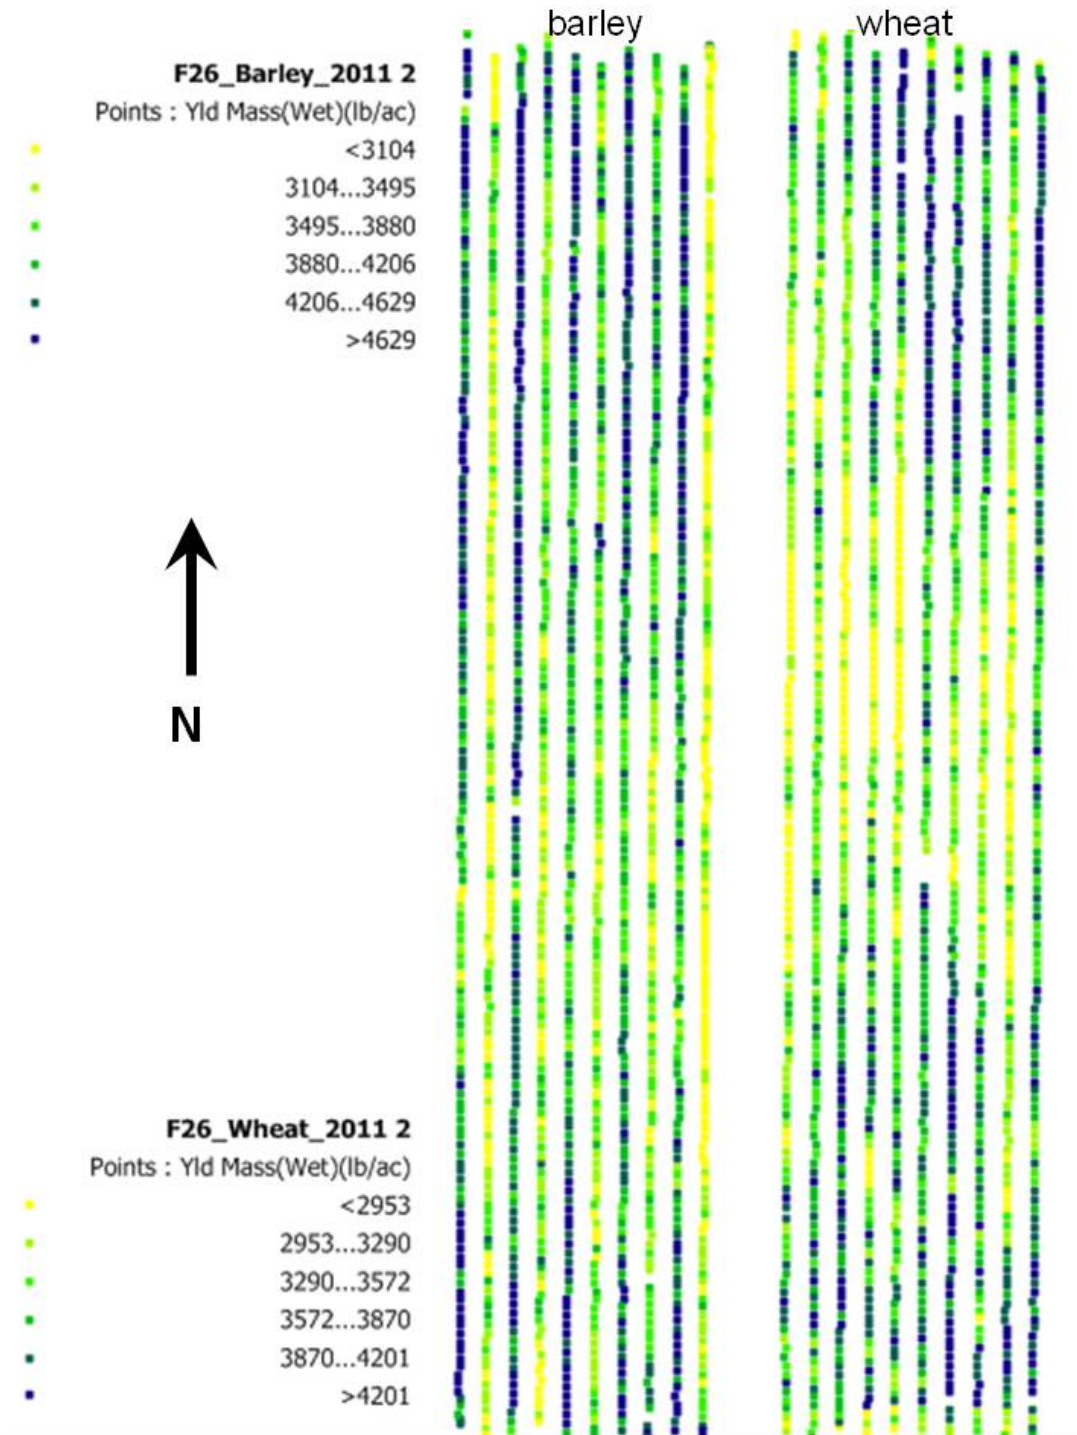 barley
wheat
F26_Barley_2011 2
Points : Yld Mass(Wet)(lb/ac)
<3104
3104...3495
3495...3880
3880...4206
4206...4629
>4629
N
F26_Wheat_2011 2
Points : Yld Mass(Wet)(lb/ac)
<2953
2953...3290
3290...3572
3572...3870
3870...4201
>4201